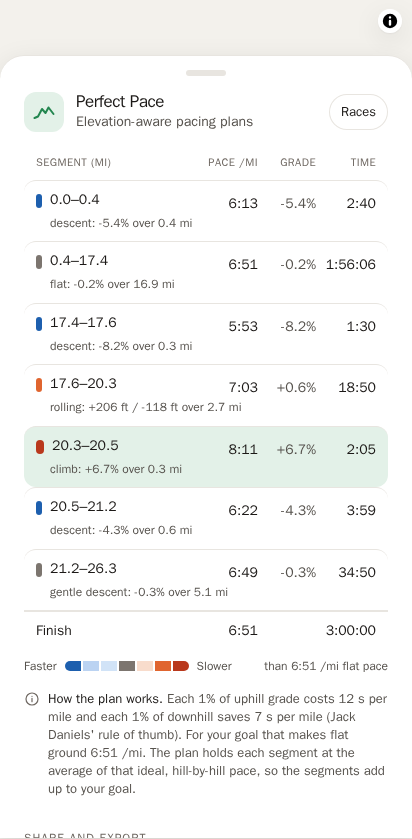 Perfect Pace
Elevation-aware pacing plans
Races
SEGMENT (MI) PACE /MI GRADE TIME
0.0–0.4 6:13 -5.4% 2:40
descent: -5.4% over 0.4 mi
0.4–17.4 6:51 -0.2% 1:56:06
flat: -0.2% over 16.9 mi
17.4–17.6 5:53 -8.2% 1:30
descent: -8.2% over 0.3 mi
17.6–20.3 7:03 +0.6% 18:50
rolling: +206 ft / -118 ft over 2.7 mi
20.3–20.5 8:11 +6.7% 2:05
climb: +6.7% over 0.3 mi
20.5–21.2 6:22 -4.3% 3:59
descent: -4.3% over 0.6 mi
21.2–26.3 6:49 -0.3% 34:50
gentle descent: -0.3% over 5.1 mi
Finish 6:51 3:00:00
Faster Slower than 6:51 /mi flat pace
How the plan works. Each 1% of uphill grade costs 12 s per
mile and each 1% of downhill saves 7 s per mile (Jack
Daniels' rule of thumb). For your goal that makes flat
ground 6:51 /mi. The plan holds each segment at the
average of that ideal, hill-by-hill pace, so the segments add
up to your goal.
SHARE AND EXPORT